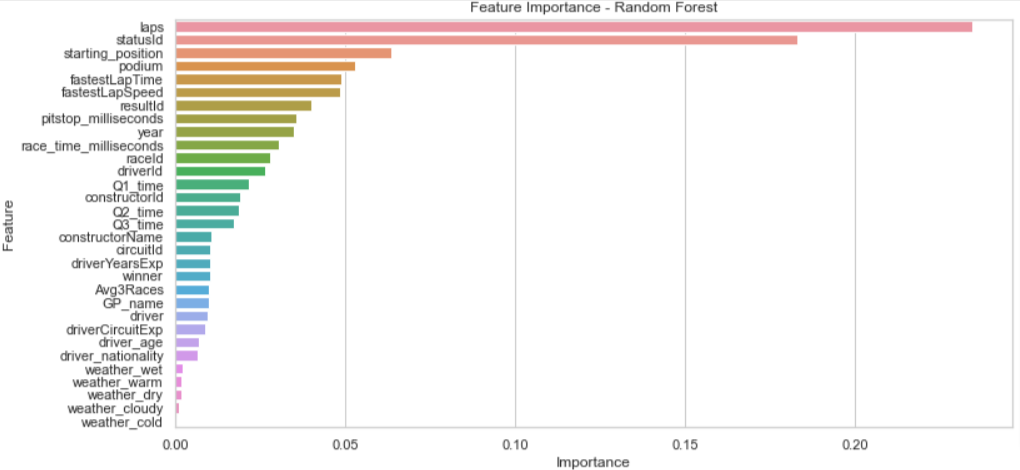 Feature Importance - Random Forest
laps
statusId
starting_position
podium
fastestLapTime
fastestLapSpeed
resultId
pitstop_milliseconds
year
race_time_milliseconds
raceId
driverId
Q1_time
constructorId
Q2_time
Q3_time
constructorName
circuitId
driverYearsExp
winner
Avg3Races
GP_name
driver
driverCircuitExp
driver_age
driver_nationality
weather_wet
weather_warm
weather_dry
weather_cloudy
weather_cold
Feature
0.00 0.05 0.10 0.15 0.20
Importance